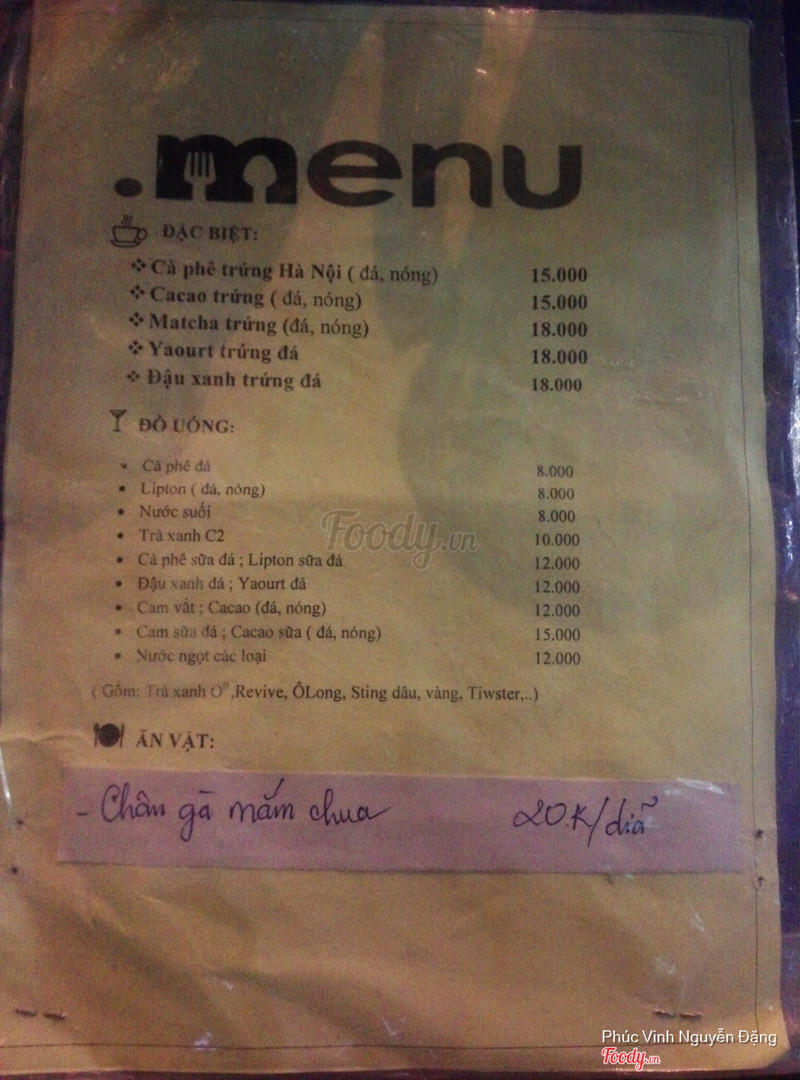 .menu
ĐẶC BIỆT:
❖ Cà phê trứng Hà Nội ( đá, nóng) 15.000
❖ Cacao trứng ( đá, nóng) 15.000
❖ Matcha trứng (đá, nóng) 18.000
❖ Yaourt trứng đá 18.000
❖ Đậu xanh trứng đá 18.000
ĐỒ UỐNG:
• Cà phê đá 8.000
• Lipton ( đá, nóng) 8.000
• Nước suối 8.000
• Trà xanh C2 10.000
• Cà phê sữa đá ; Lipton sữa đá 12.000
• Đậu xanh đá ; Yaourt đá 12.000
• Cam vắt ; Cacao (đá, nóng) 12.000
• Cam sữa đá ; Cacao sữa ( đá, nóng) 15.000
• Nước ngọt các loại 12.000
( Gồm: Trà xanh O⁰,Revive, ÔLong, Sting dâu, vàng, Tiwster,..)
ĂN VẶT:
- Chân gà mắm chua 20.K/dĩa
Foody.vn
Phúc Vinh Nguyễn Đặng
Foody.vn